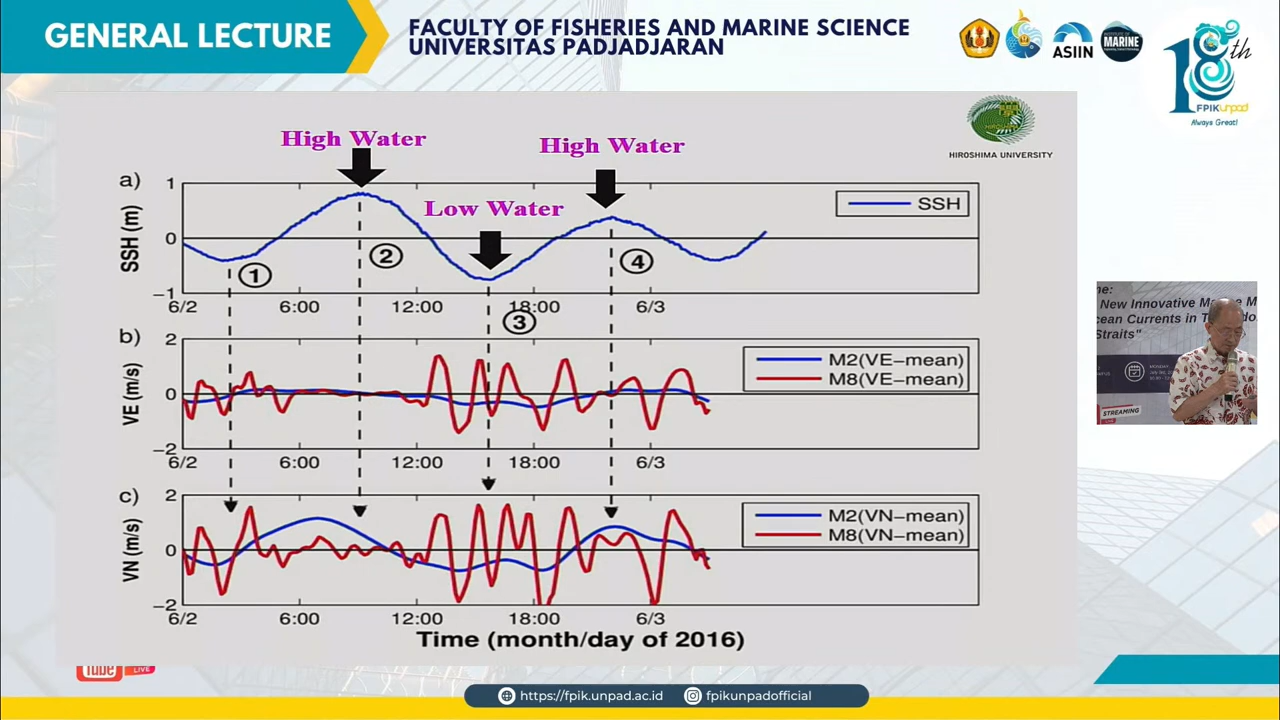 GENERAL LECTURE
FACULTY OF FISHERIES AND MARINE SCIENCE
UNIVERSITAS PADJADJARAN
ASIIN
MARINE
18th
FPIK unpad
Always Great!
HIROSHIMA UNIVERSITY
High Water
High Water
Low Water
a)
SSH (m)
1
0
−1
SSH
1
2
3
4
6/2
6:00
12:00
18:00
6/3
b)
VE (m/s)
2
0
−2
M2(VE−mean)
M8(VE−mean)
6/2
6:00
12:00
18:00
6/3
c)
VN (m/s)
2
0
−2
M2(VN−mean)
M8(VN−mean)
6/2
6:00
12:00
18:00
6/3
Time (month/day of 2016)
New Innovative
Currents in
Straits"
STREAMING
Tube
LIVE
https://fpik.unpad.ac.id
fpikunpadofficial